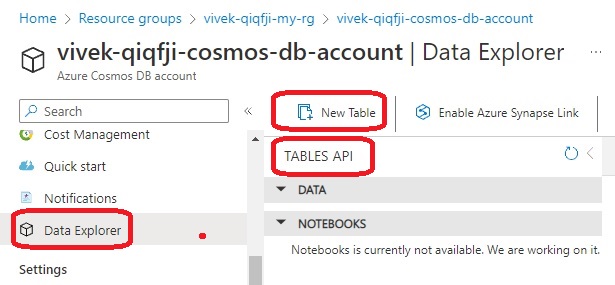 Home > Resource groups > vivek-qiqfji-my-rg > vivek-qiqfji-cosmos-db-account
vivek-qiqfji-cosmos-db-account | Data Explorer ...
Azure Cosmos DB account
Search
«
New Table
Enable Azure Synapse Link
Cost Management
Quick start
Notifications
Data Explorer
Settings
TABLES API
DATA
NOTEBOOKS
Notebooks is currently not available. We are working on it.